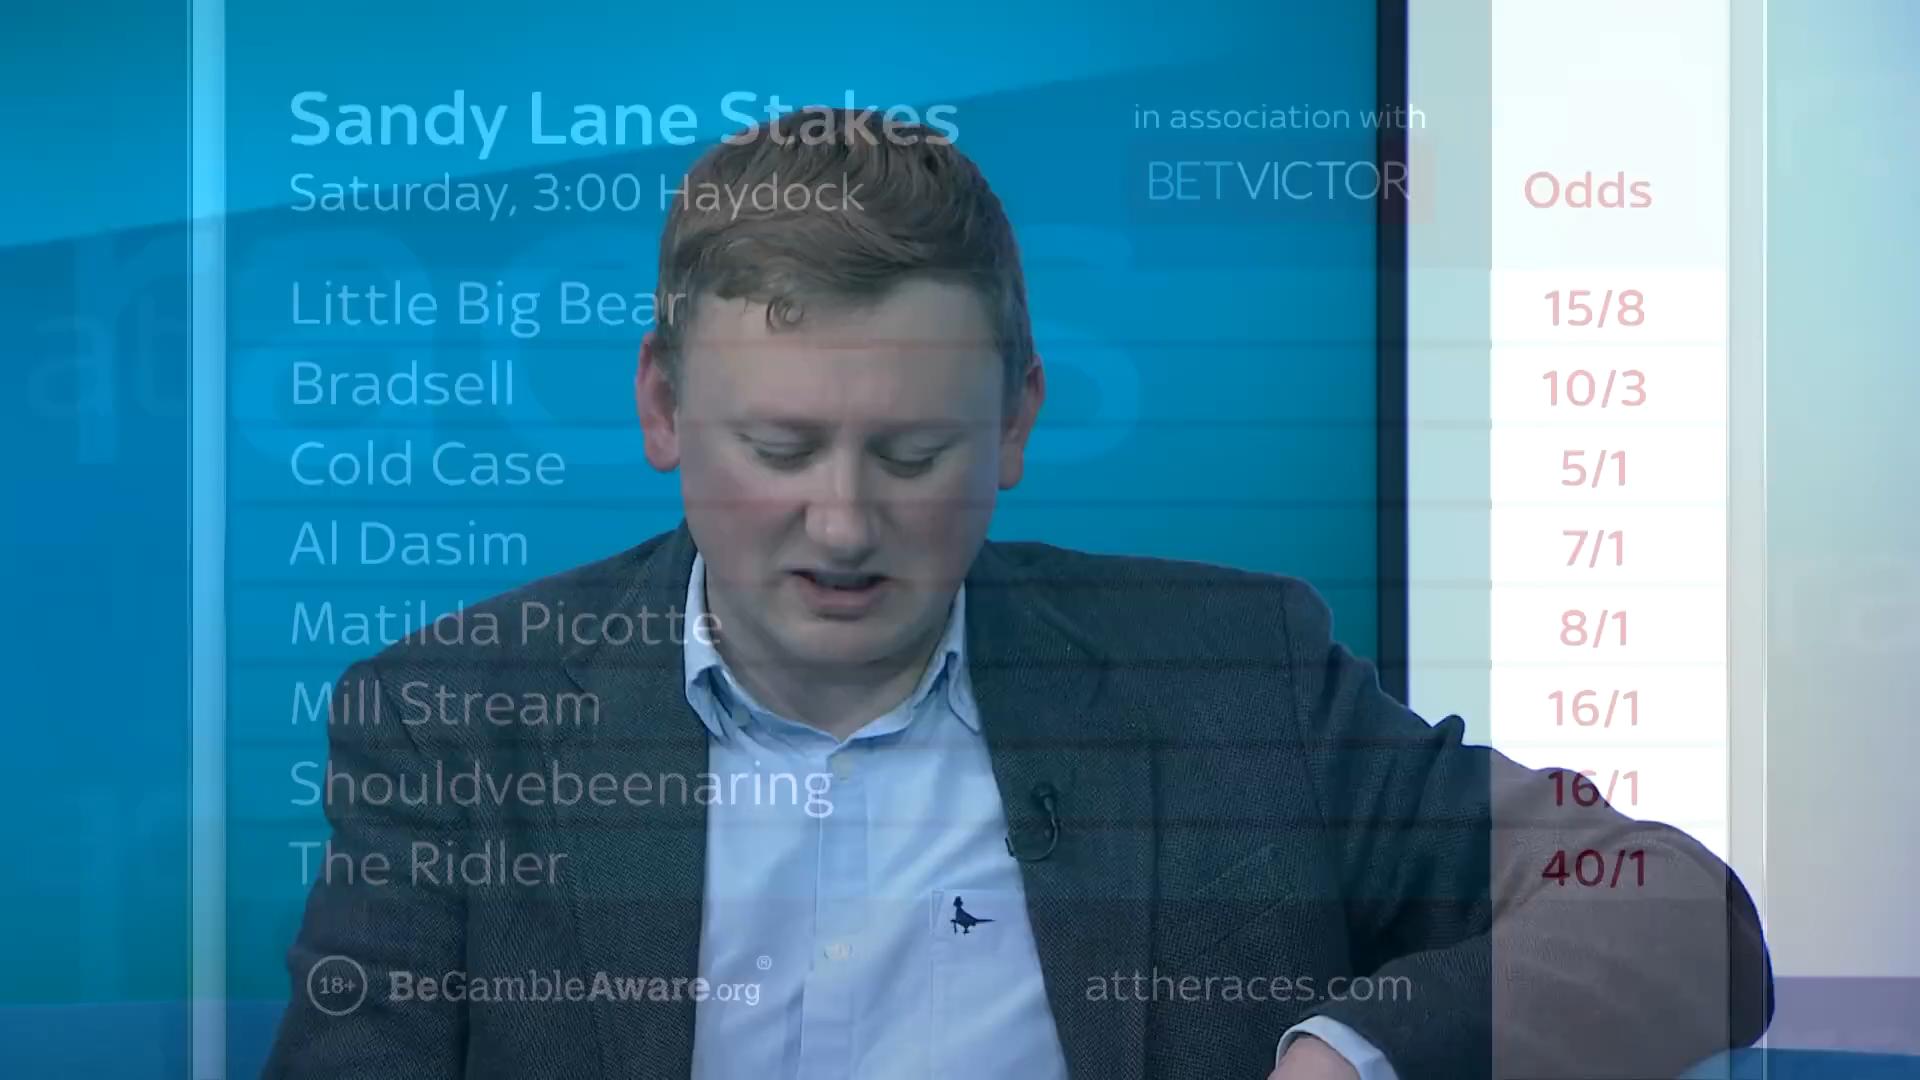 Sandy Lane Stakes
in association with
Saturday, 3:00 Haydock
BETVICTOR
Odds
Little Big Bear 15/8
Bradsell 10/3
Cold Case 5/1
Al Dasim 7/1
Matilda Picotte 8/1
Mill Stream 16/1
Shouldvebeenaring 16/1
The Ridler 40/1
18+ BeGambleAware.org®
attheraces.com